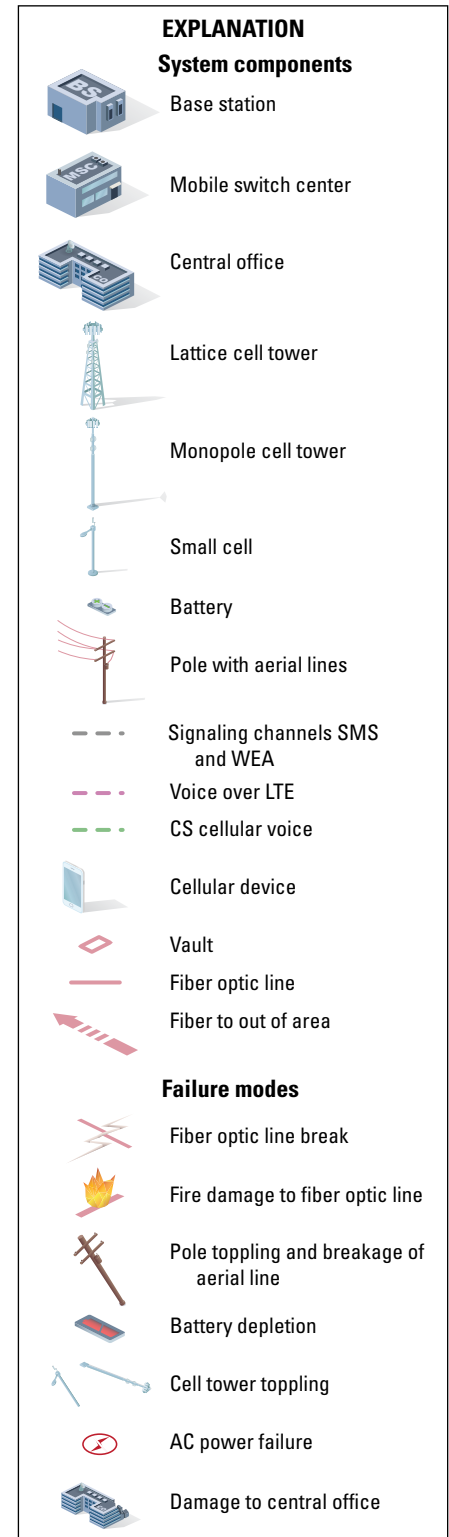 EXPLANATION
System components
BS
Base station
MSC
Mobile switch center
CO
Central office
Lattice cell tower
Monopole cell tower
Small cell
Battery
Pole with aerial lines
Signaling channels SMS
and WEA
Voice over LTE
CS cellular voice
Cellular device
Vault
Fiber optic line
Fiber to out of area
Failure modes
Fiber optic line break
Fire damage to fiber optic line
Pole toppling and breakage of
aerial line
Battery depletion
Cell tower toppling
AC power failure
Damage to central office